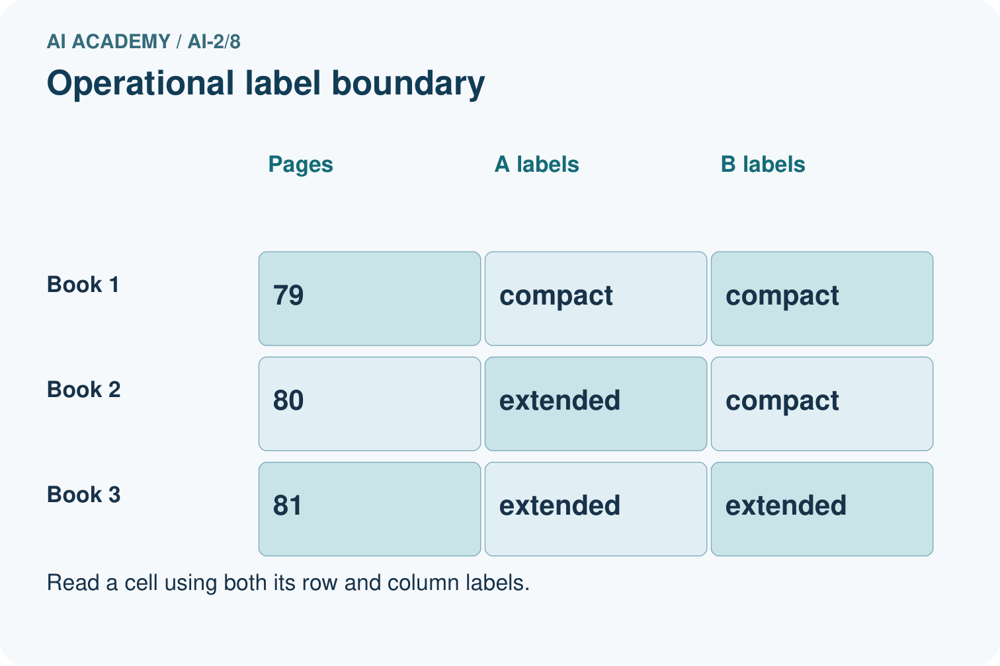 AI ACADEMY / AI-2/8
Operational label boundary
Pages A labels B labels
Book 1 79 compact compact
Book 2 80 extended compact
Book 3 81 extended extended
Read a cell using both its row and column labels.